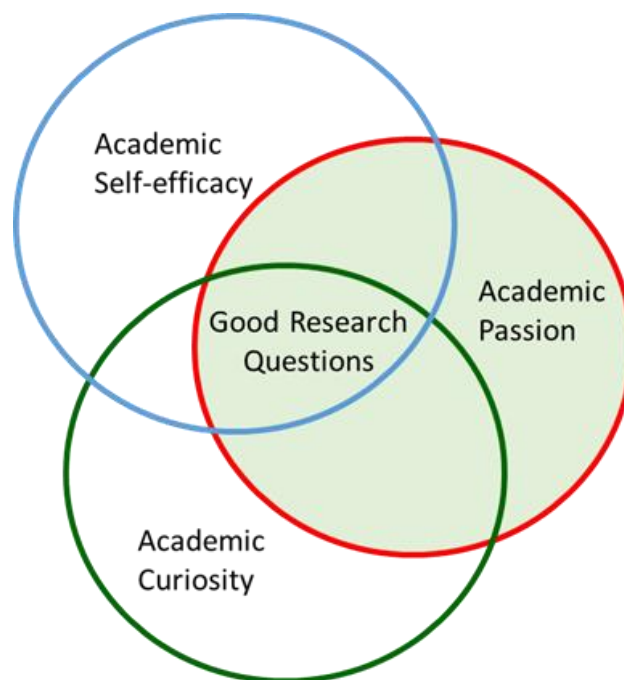 Academic
Self-efficacy
Academic
Passion
Good Research
Questions
Academic
Curiosity